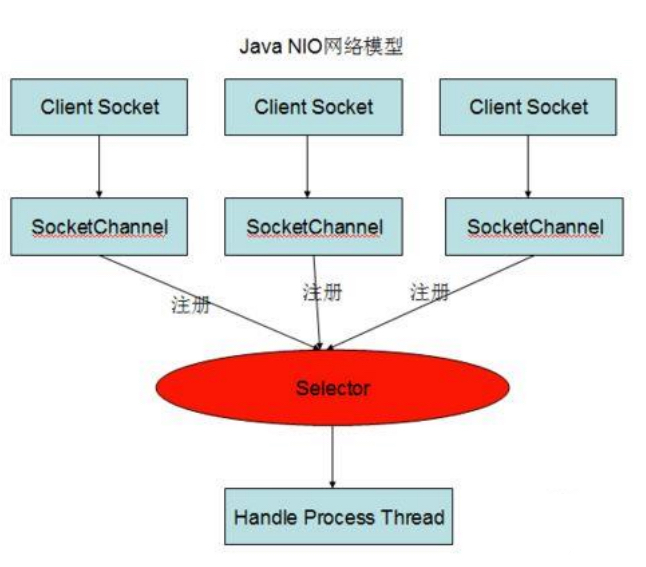 Java NIO网络模型
Client Socket
Client Socket
Client Socket
SocketChannel
SocketChannel
SocketChannel
注册
注册
注册
Selector
Handle Process Thread